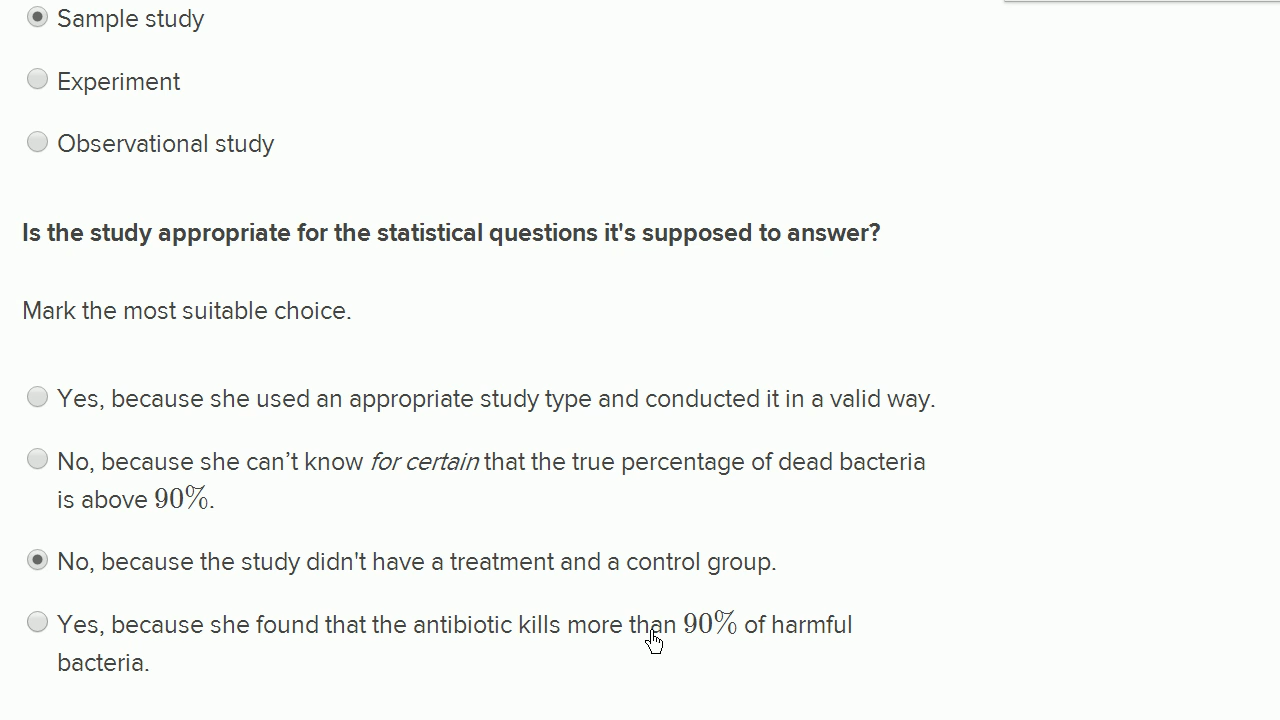 Sample study
Experiment
Observational study
Is the study appropriate for the statistical questions it's supposed to answer?
Mark the most suitable choice.
Yes, because she used an appropriate study type and conducted it in a valid way.
No, because she can’t know for certain that the true percentage of dead bacteria
is above 90%.
No, because the study didn't have a treatment and a control group.
Yes, because she found that the antibiotic kills more than 90% of harmful
bacteria.